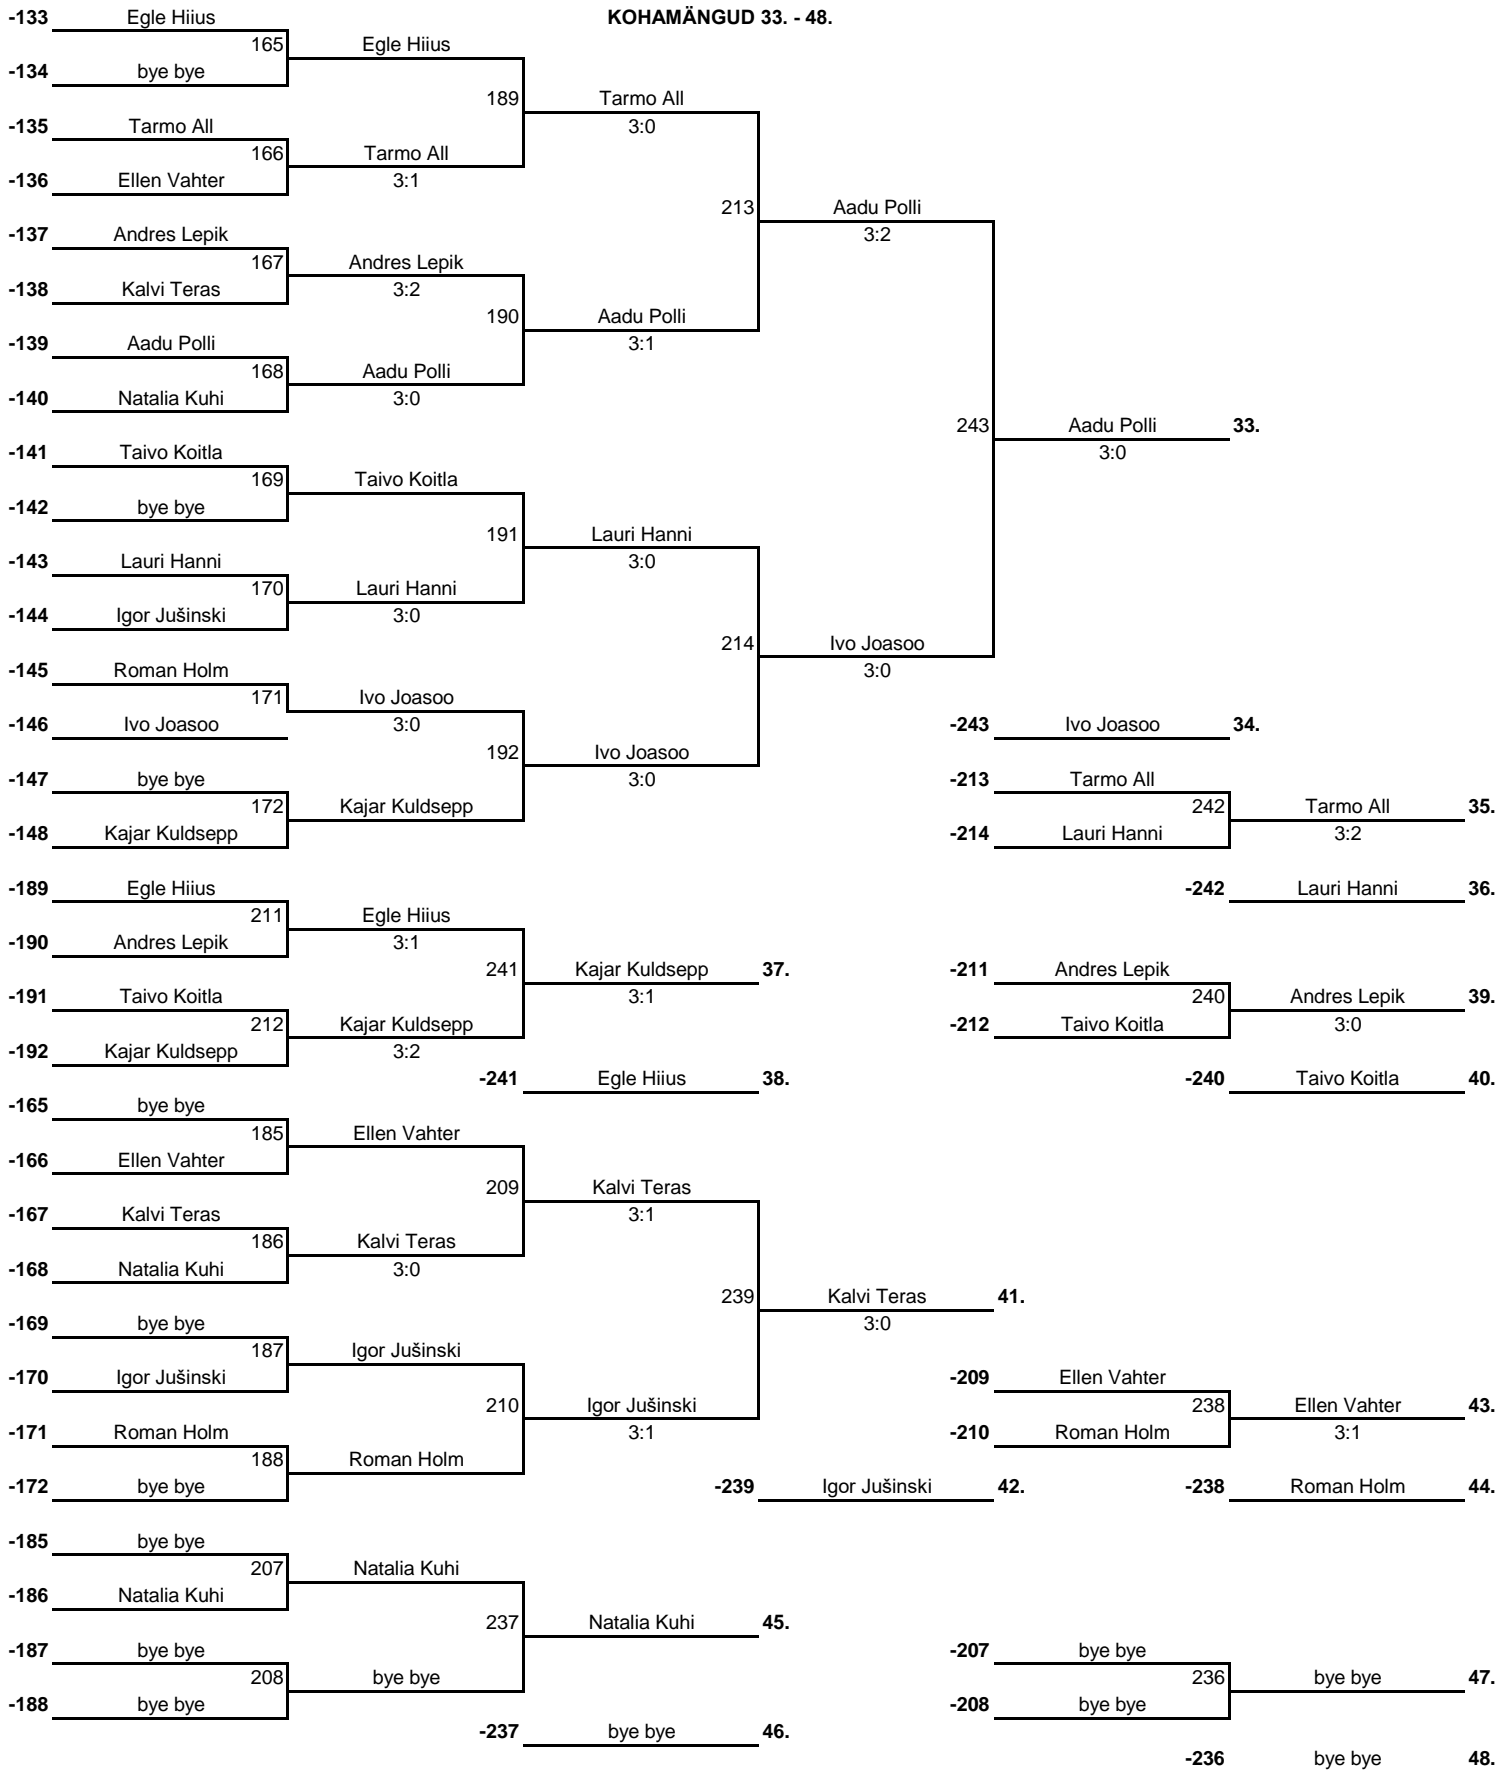 -133 Egle Hiius KOHAMÄNGUD 33. - 48.
165 Egle Hiius
-134 bye bye
189 Tarmo All
-135 Tarmo All 3:0
166 Tarmo All
-136 Ellen Vahter 3:1
213 Aadu Polli
-137 Andres Lepik 3:2
167 Andres Lepik
-138 Kalvi Teras 3:2
190 Aadu Polli
-139 Aadu Polli 3:1
168 Aadu Polli
-140 Natalia Kuhi 3:0
243 Aadu Polli 33.
-141 Taivo Koitla 3:0
169 Taivo Koitla
-142 bye bye
191 Lauri Hanni
-143 Lauri Hanni 3:0
170 Lauri Hanni
-144 Igor Jušinski 3:0
214 Ivo Joasoo
-145 Roman Holm 3:0
171 Ivo Joasoo
-146 Ivo Joasoo 3:0 -243 Ivo Joasoo 34.
192 Ivo Joasoo
-147 bye bye 3:0 -213 Tarmo All
172 Kajar Kuldsepp 242 Tarmo All 35.
-148 Kajar Kuldsepp -214 Lauri Hanni 3:2
-189 Egle Hiius -242 Lauri Hanni 36.
211 Egle Hiius
-190 Andres Lepik 3:1
241 Kajar Kuldsepp 37. -211 Andres Lepik
-191 Taivo Koitla 3:1 240 Andres Lepik 39.
212 Kajar Kuldsepp -212 Taivo Koitla 3:0
-192 Kajar Kuldsepp 3:2
-241 Egle Hiius 38. -240 Taivo Koitla 40.
-165 bye bye
185 Ellen Vahter
-166 Ellen Vahter
209 Kalvi Teras
-167 Kalvi Teras 3:1
186 Kalvi Teras
-168 Natalia Kuhi 3:0
239 Kalvi Teras 41.
-169 bye bye 3:0
187 Igor Jušinski
-170 Igor Jušinski -209 Ellen Vahter
210 Igor Jušinski 238 Ellen Vahter 43.
-171 Roman Holm 3:1 -210 Roman Holm 3:1
188 Roman Holm
-172 bye bye -239 Igor Jušinski 42. -238 Roman Holm 44.
-185 bye bye
207 Natalia Kuhi
-186 Natalia Kuhi
237 Natalia Kuhi 45.
-187 bye bye -207 bye bye
208 bye bye 236 bye bye 47.
-188 bye bye -208 bye bye
-237 bye bye 46.
-236 bye bye 48.